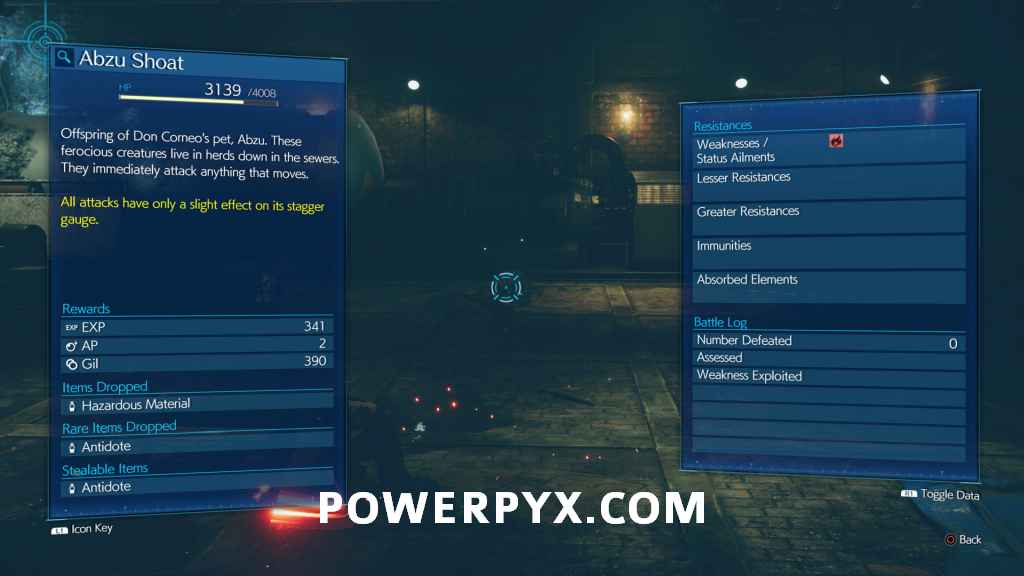 Abzu Shoat
HP 3139 /4008
Offspring of Don Corneo's pet, Abzu. These
ferocious creatures live in herds down in the sewers.
They immediately attack anything that moves.
All attacks have only a slight effect on its stagger
gauge.
Rewards
EXP EXP 341
AP 2
Gil 390
Items Dropped
Hazardous Material
Rare Items Dropped
Antidote
Stealable Items
Antidote
L1 Icon Key
Resistances
Weaknesses /
Status Ailments
Lesser Resistances
Greater Resistances
Immunities
Absorbed Elements
Battle Log
Number Defeated 0
Assessed
Weakness Exploited
R1 Toggle Data
Back
POWERPYX.COM